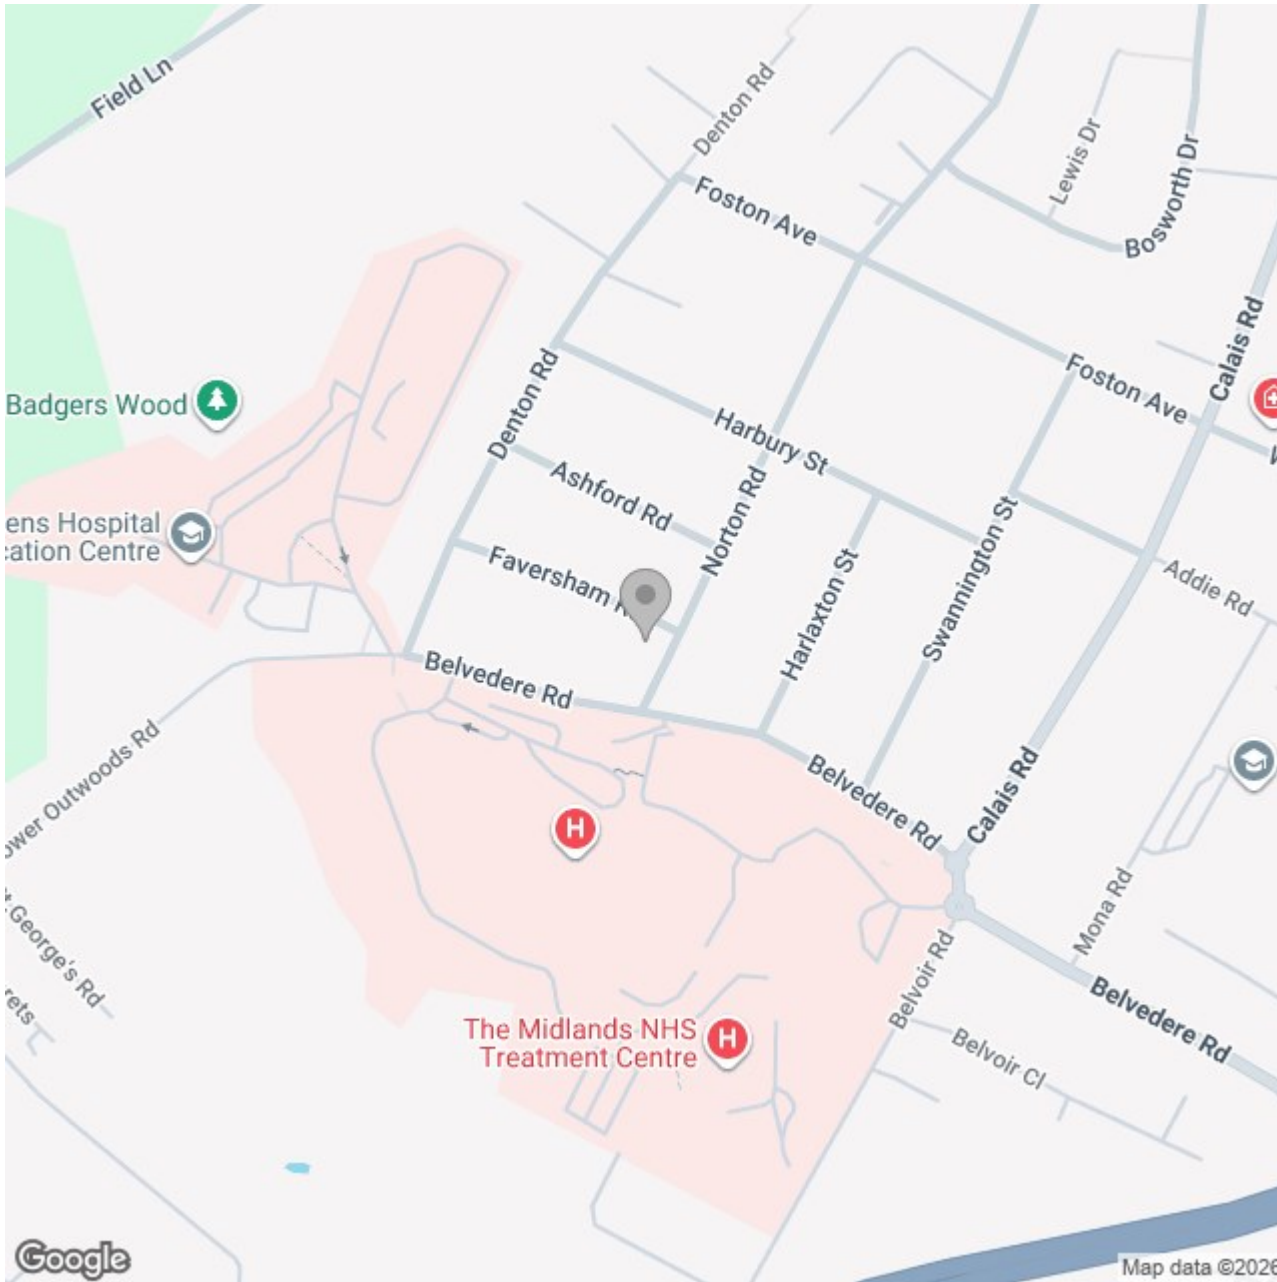 Field Ln
Denton Rd
Lewis Dr
Bosworth Dr
Foston Ave
Calais Rd
Badgers Wood
Denton Rd
Foston Ave
Harbury St
Ashford Rd
Norton Rd
ens Hospital
cation Centre
Faversham
Harlaxton St
Swannington St
Addie Rd
Belvedere Rd
ower Outwoods Rd
Calais Rd
Belvedere Rd
H
Mona Rd
George's Rd
rets
Belvoir Rd
Belvedere Rd
The Midlands NHS
Treatment Centre
H
Belvoir Cl
Google
Map data ©2026